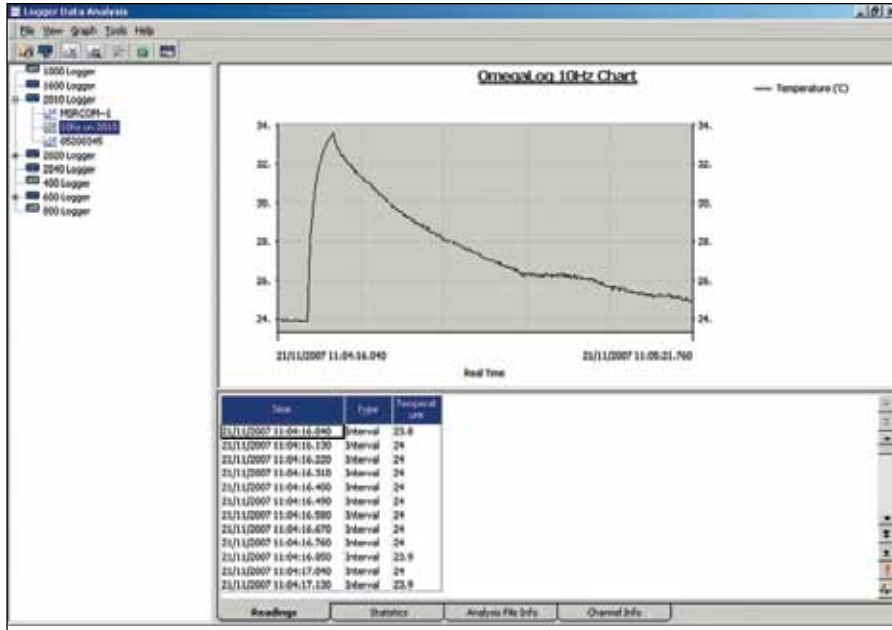 Logger Data Analysis
File View Graph Tools Help
1000 Logger
1600 Logger
2010 Logger
MSRCOM-1
10hz on 2010
05200345
2020 Logger
2040 Logger
400 Logger
600 Logger
800 Logger
OmegaLog 10Hz Chart
Temperature (°C)
34. 34.
32. 32.
30. 30.
28. 28.
26. 26.
24. 24.
21/11/2007 11:04:16.040 21/11/2007 11:05:21.760
Real Time
Time Type Temperat
ure
21/11/2007 11:04:16.040 Interval 23.8
21/11/2007 11:04:16.130 Interval 24
21/11/2007 11:04:16.220 Interval 24
21/11/2007 11:04:16.310 Interval 24
21/11/2007 11:04:16.400 Interval 24
21/11/2007 11:04:16.490 Interval 24
21/11/2007 11:04:16.580 Interval 24
21/11/2007 11:04:16.670 Interval 24
21/11/2007 11:04:16.760 Interval 24
21/11/2007 11:04:16.850 Interval 23.9
21/11/2007 11:04:17.040 Interval 24
21/11/2007 11:04:17.130 Interval 23.9
Readings Statistics Analysis File Info Channel Info